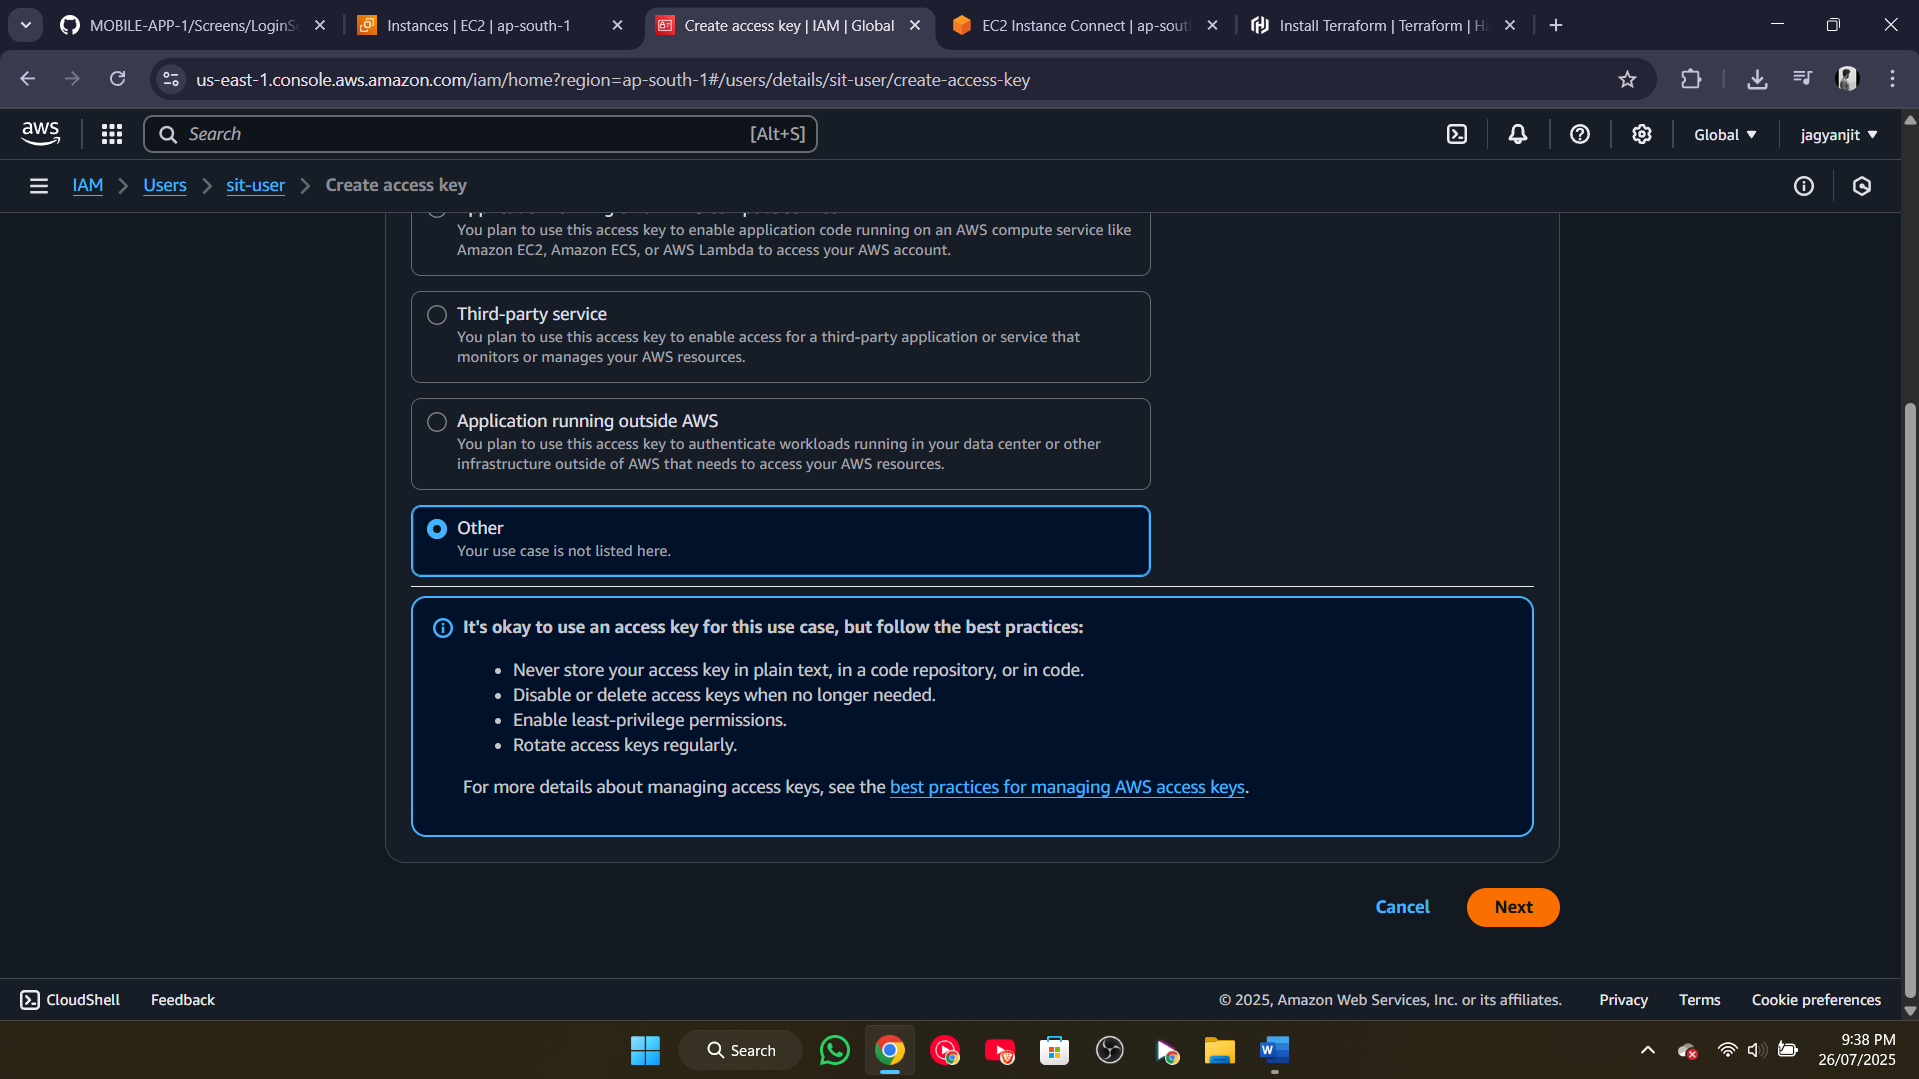 MOBILE-APP-1/Screens/LoginS
Instances | EC2 | ap-south-1
Create access key | IAM | Global
EC2 Instance Connect | ap-sout
Install Terraform | Terraform | Ha
us-east-1.console.aws.amazon.com/iam/home?region=ap-south-1#/users/details/sit-user/create-access-key
aws
Search
[Alt+S]
Global
jagyanjit
IAM
Users
sit-user
Create access key
You plan to use this access key to enable application code running on an AWS compute service like
Amazon EC2, Amazon ECS, or AWS Lambda to access your AWS account.
Third-party service
You plan to use this access key to enable access for a third-party application or service that
monitors or manages your AWS resources.
Application running outside AWS
You plan to use this access key to authenticate workloads running in your data center or other
infrastructure outside of AWS that needs to access your AWS resources.
Other
Your use case is not listed here.
It's okay to use an access key for this use case, but follow the best practices:
• Never store your access key in plain text, in a code repository, or in code.
• Disable or delete access keys when no longer needed.
• Enable least-privilege permissions.
• Rotate access keys regularly.
For more details about managing access keys, see the best practices for managing AWS access keys.
Cancel
Next
CloudShell
Feedback
© 2025, Amazon Web Services, Inc. or its affiliates.
Privacy
Terms
Cookie preferences
Search
9:38 PM
26/07/2025